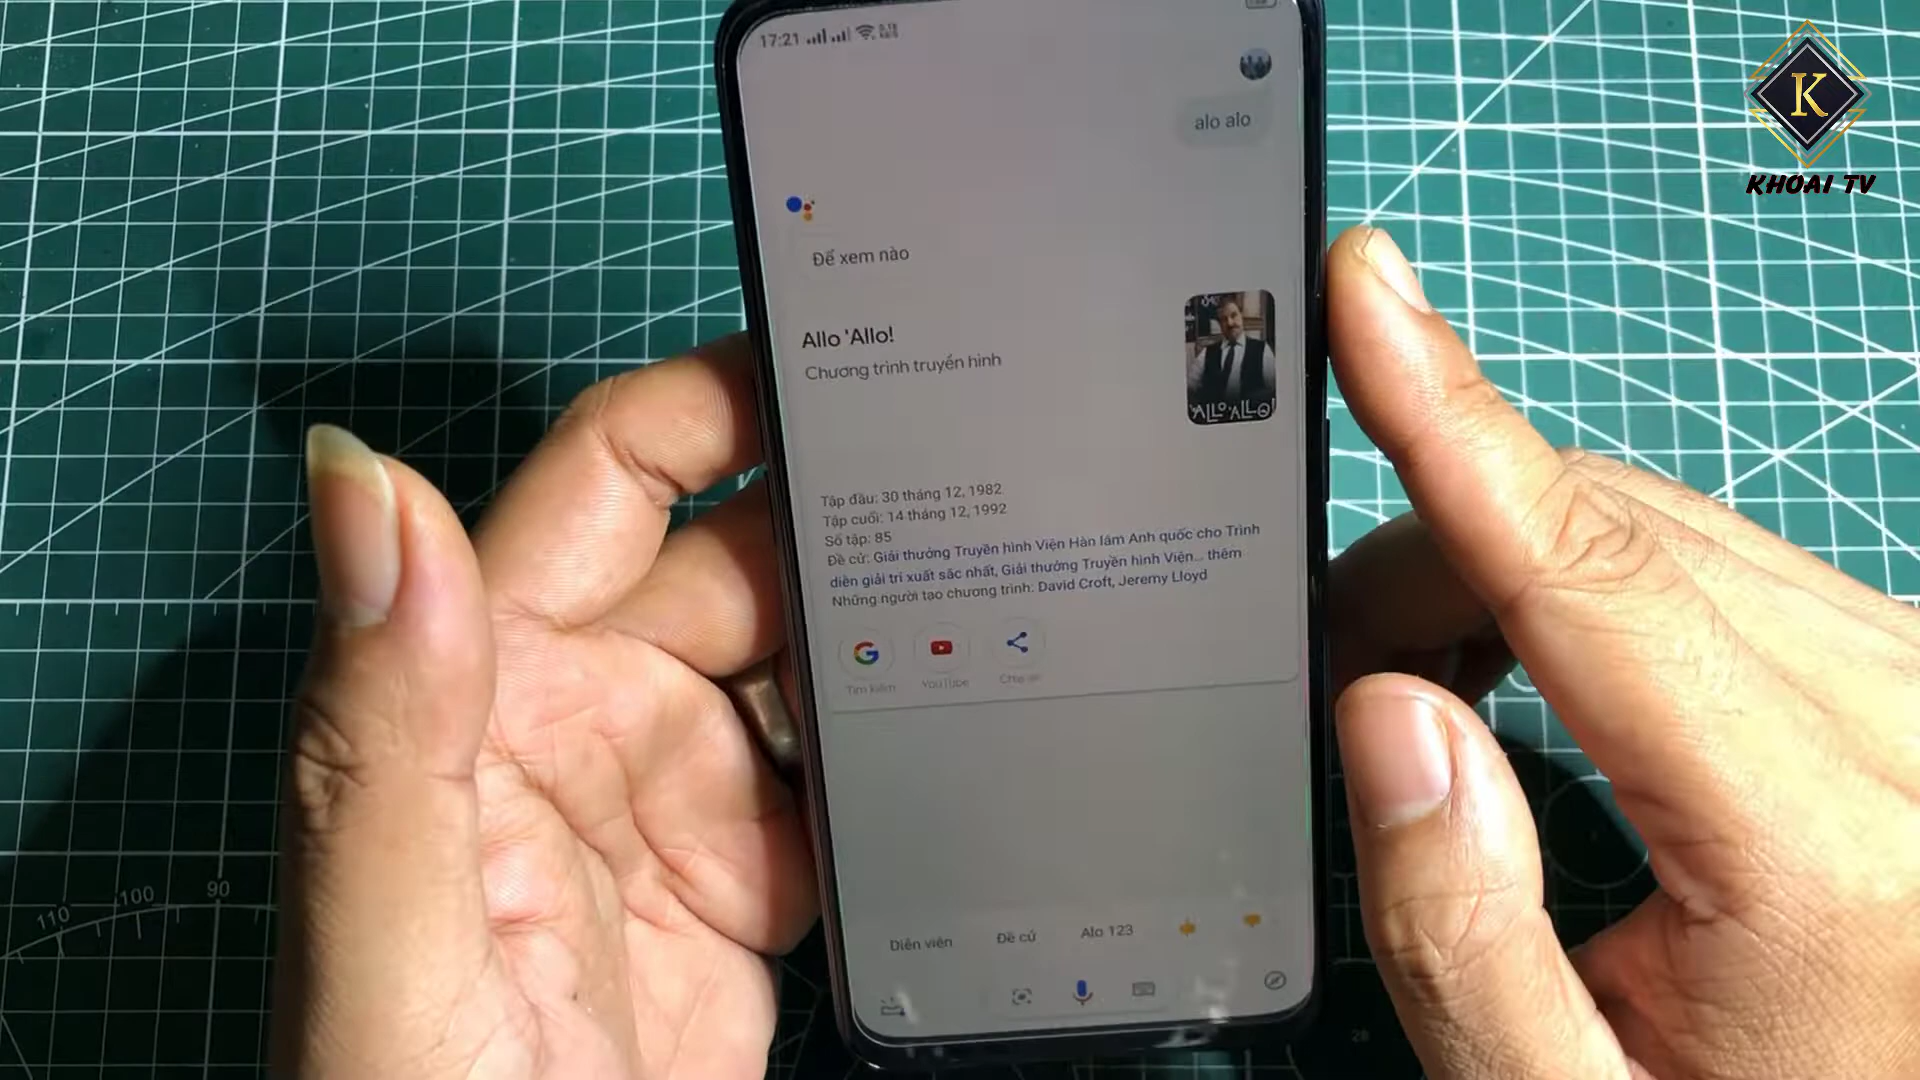 17:21
K
KHOAI TV
alo alo
Để xem nào
Allo 'Allo!
Chương trình truyền hình
'ALLO 'ALLO!
Tập đầu: 30 tháng 12, 1982
Tập cuối: 14 tháng 12, 1992
Số tập: 85
Đề cử: Giải thưởng Truyền hình Viện Hàn lâm Anh quốc cho Trình
diễn giải trí xuất sắc nhất, Giải thưởng Truyền hình Viện... thêm
Những người tạo chương trình: David Croft, Jeremy Lloyd
Tìm kiếm
YouTube
Chia sẻ
Diễn viên
Đề cử
Alo 123
110
100
90
20